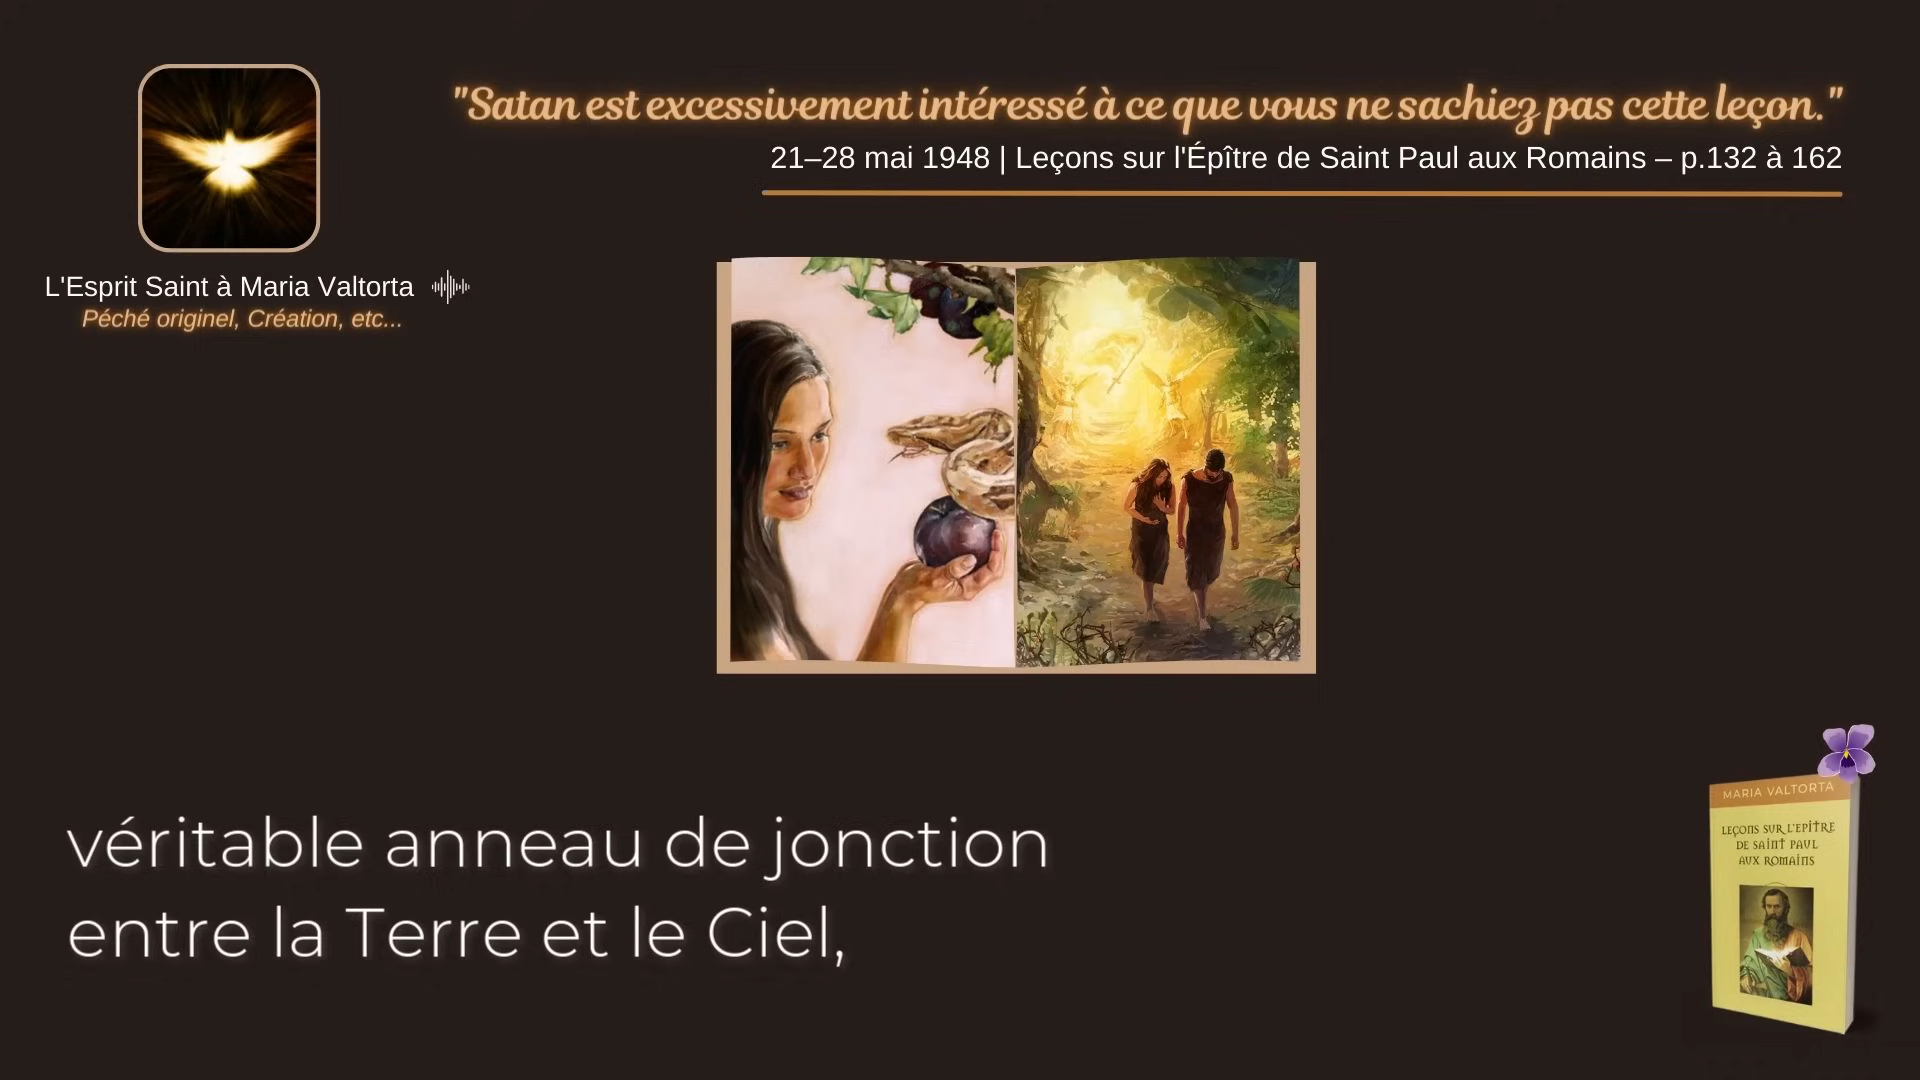 "Satan est excessivement intéressé à ce que vous ne sachiez pas cette leçon."
21–28 mai 1948 | Leçons sur l'Épître de Saint Paul aux Romains – p.132 à 162
L'Esprit Saint à Maria Valtorta
Péché originel, Création, etc...
véritable anneau de jonction
entre la Terre et le Ciel,
MARIA VALTORTA
LEÇONS SUR L'EPÎTRE
DE SAINT PAUL
AUX ROMAINS